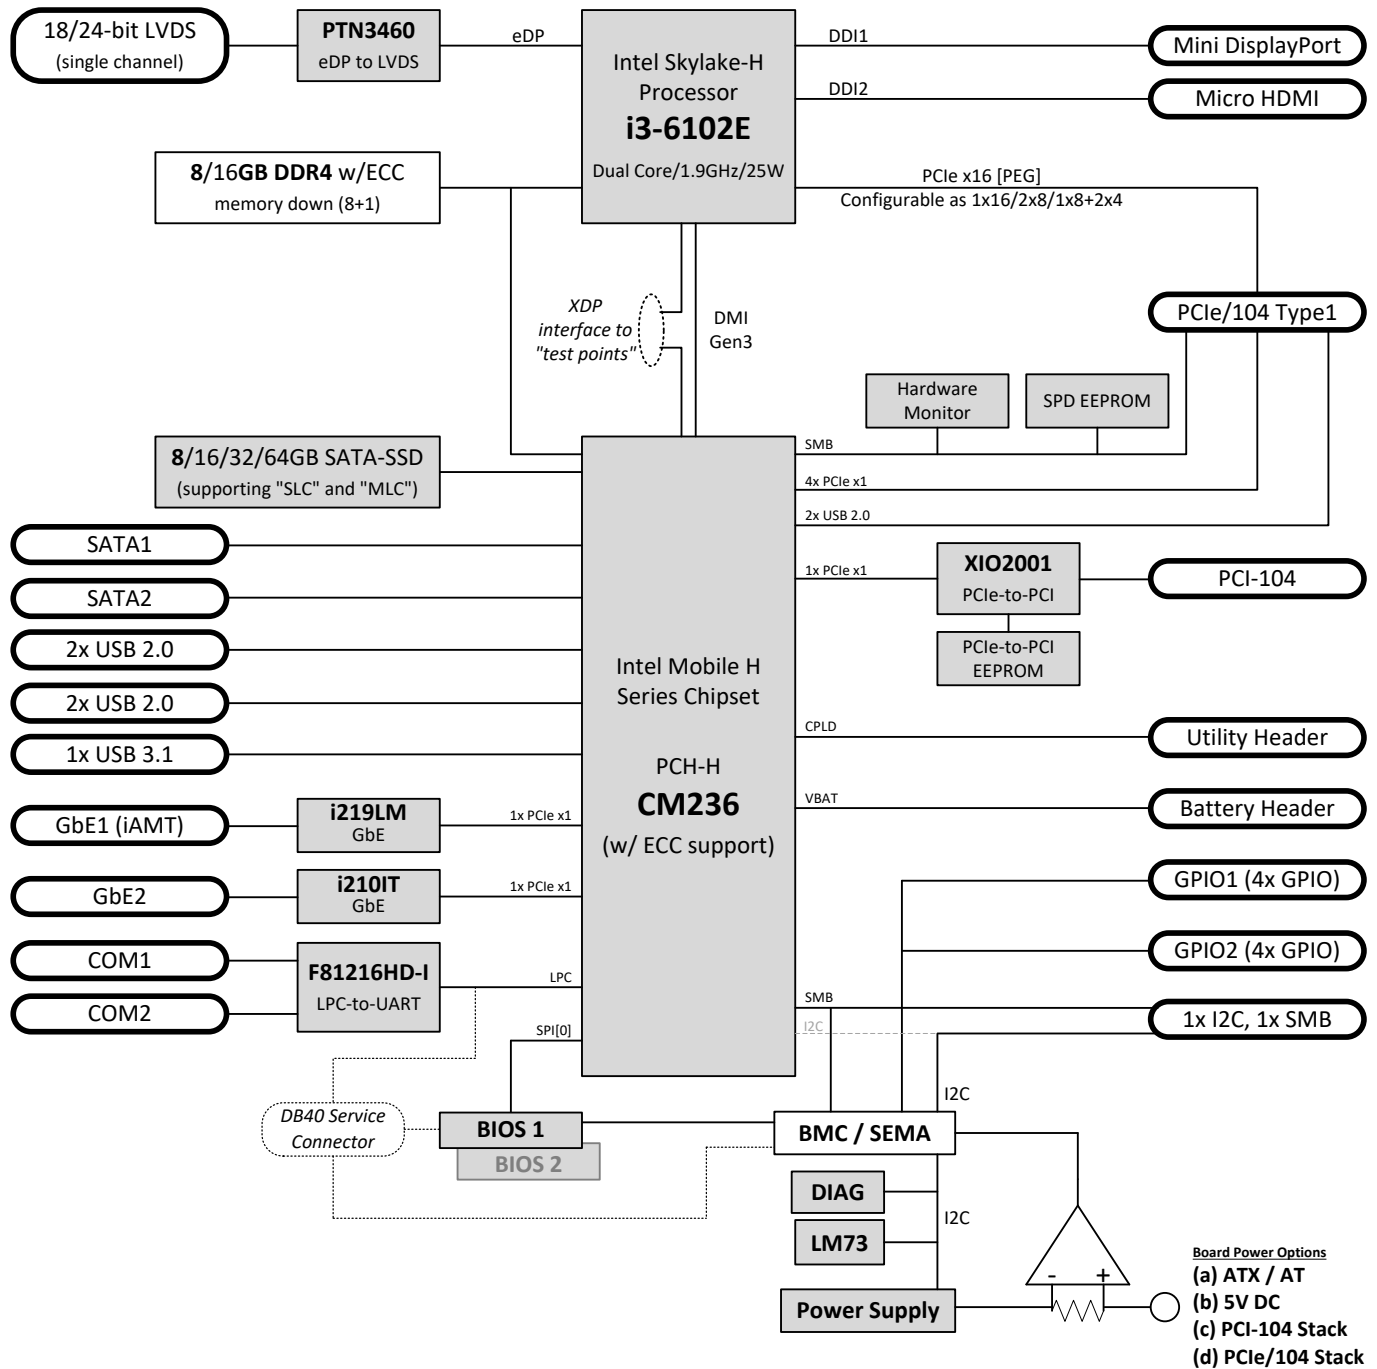 18/24-bit LVDS
(single channel)
PTN3460
eDP to LVDS
eDP
Intel Skylake-H
Processor
i3-6102E
Dual Core/1.9GHz/25W
DDI1
Mini DisplayPort
DDI2
Micro HDMI
8/16GB DDR4 w/ECC
memory down (8+1)
PCIe x16 [PEG]
Configurable as 1x16/2x8/1x8+2x4
XDP
interface to
"test points"
DMI
Gen3
PCIe/104 Type1
Hardware
Monitor
SPD EEPROM
8/16/32/64GB SATA-SSD
(supporting "SLC" and "MLC")
SMB
4x PCIe x1
2x USB 2.0
SATA1
SATA2
2x USB 2.0
2x USB 2.0
1x USB 3.1
1x PCIe x1
XIO2001
PCIe-to-PCI
PCI-104
PCIe-to-PCI
EEPROM
Intel Mobile H
Series Chipset
PCH-H
CM236
(w/ ECC support)
CPLD
Utility Header
VBAT
Battery Header
GbE1 (iAMT)
i219LM
GbE
1x PCIe x1
GbE2
i210IT
GbE
1x PCIe x1
GPIO1 (4x GPIO)
GPIO2 (4x GPIO)
COM1
COM2
F81216HD-I
LPC-to-UART
LPC
SPI[0]
SMB
I2C
1x I2C, 1x SMB
I2C
DB40 Service
Connector
BIOS 1
BIOS 2
BMC / SEMA
DIAG
LM73
I2C
Power Supply
-
+
Board Power Options
(a) ATX / AT
(b) 5V DC
(c) PCI-104 Stack
(d) PCIe/104 Stack